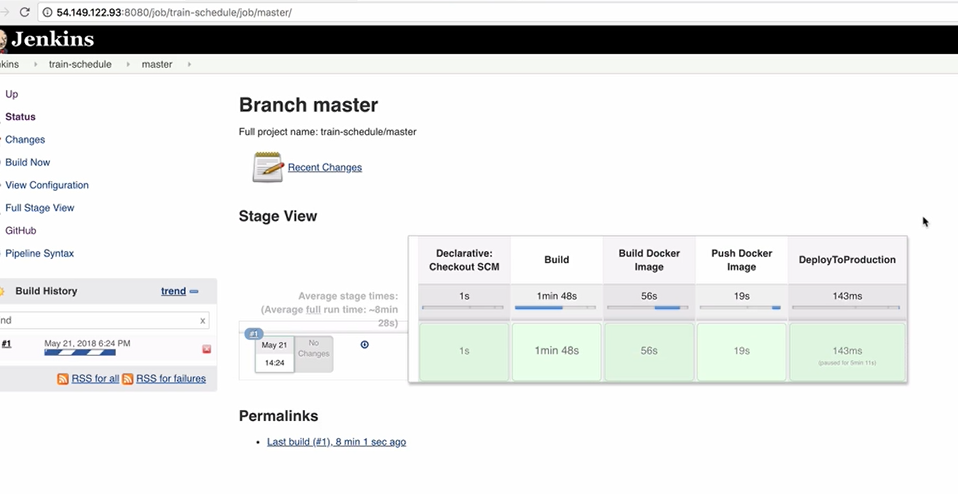 54.149.122.93:8080/job/train-schedule/job/master/
Jenkins
nkins train-schedule master
Up
Status
Changes
Build Now
View Configuration
Full Stage View
GitHub
Pipeline Syntax
Build History trend
nd x
#1 May 21, 2018 6:24 PM
RSS for all RSS for failures
Branch master
Full project name: train-schedule/master
Recent Changes
Stage View
Average stage times:
(Average full run time: ~8min
28s)
Declarative:
Checkout SCM
Build
Build Docker
Image
Push Docker
Image
DeployToProduction
1s 1min 48s 56s 19s 143ms
#1
May 21
14:24
No
Changes
1s 1min 48s 56s 19s 143ms
(paused for 5min 11s)
Permalinks
Last build (#1), 8 min 1 sec ago